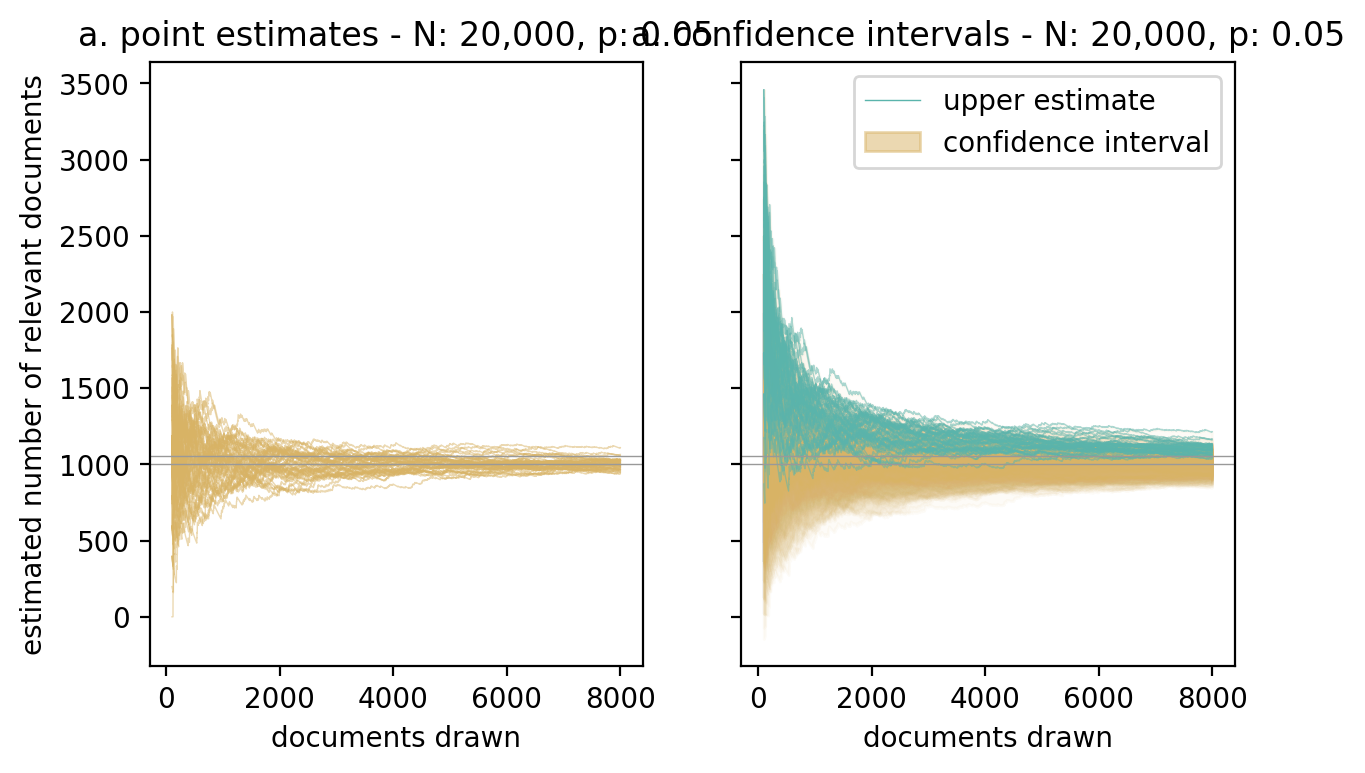 a. point estimates - N: 20,000, p: 0.05
a. confidence intervals - N: 20,000, p: 0.05
estimated number of relevant documents
3500
3000
2500
2000
1500
1000
500
0
0 2000 4000 6000 8000
documents drawn
upper estimate
confidence interval
0 2000 4000 6000 8000
documents drawn